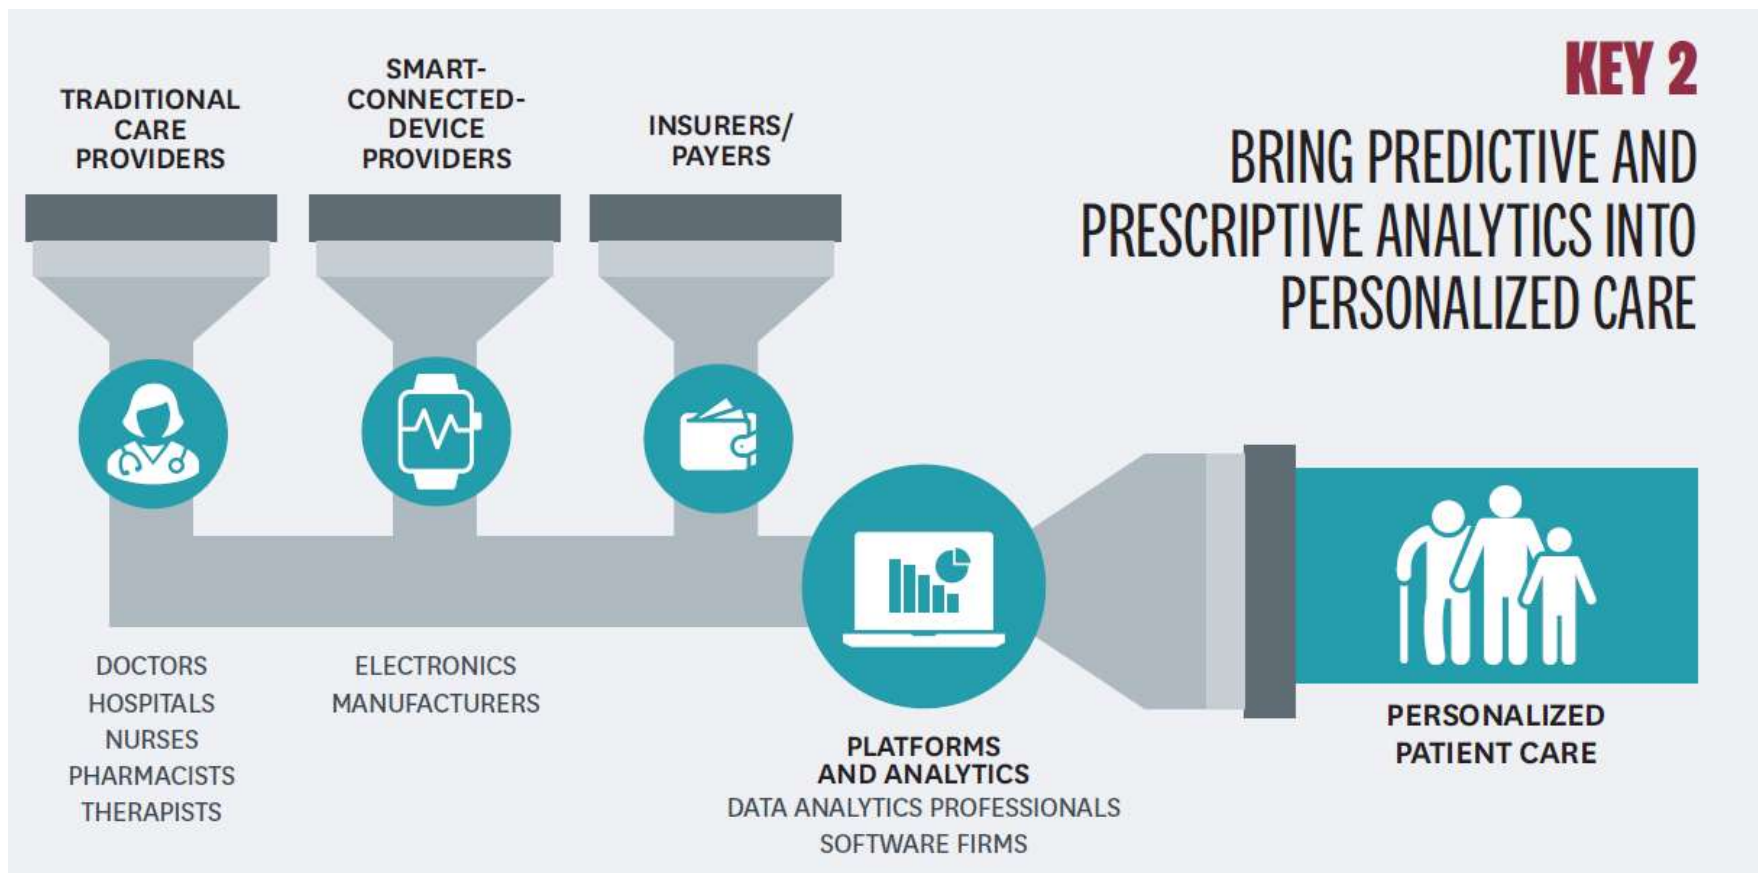 KEY 2
BRING PREDICTIVE AND
PRESCRIPTIVE ANALYTICS INTO
PERSONALIZED CARE
TRADITIONAL
CARE
PROVIDERS
SMART-
CONNECTED-
DEVICE
PROVIDERS
INSURERS/
PAYERS
DOCTORS
HOSPITALS
NURSES
PHARMACISTS
THERAPISTS
ELECTRONICS
MANUFACTURERS
PLATFORMS
AND ANALYTICS
DATA ANALYTICS PROFESSIONALS
SOFTWARE FIRMS
PERSONALIZED
PATIENT CARE